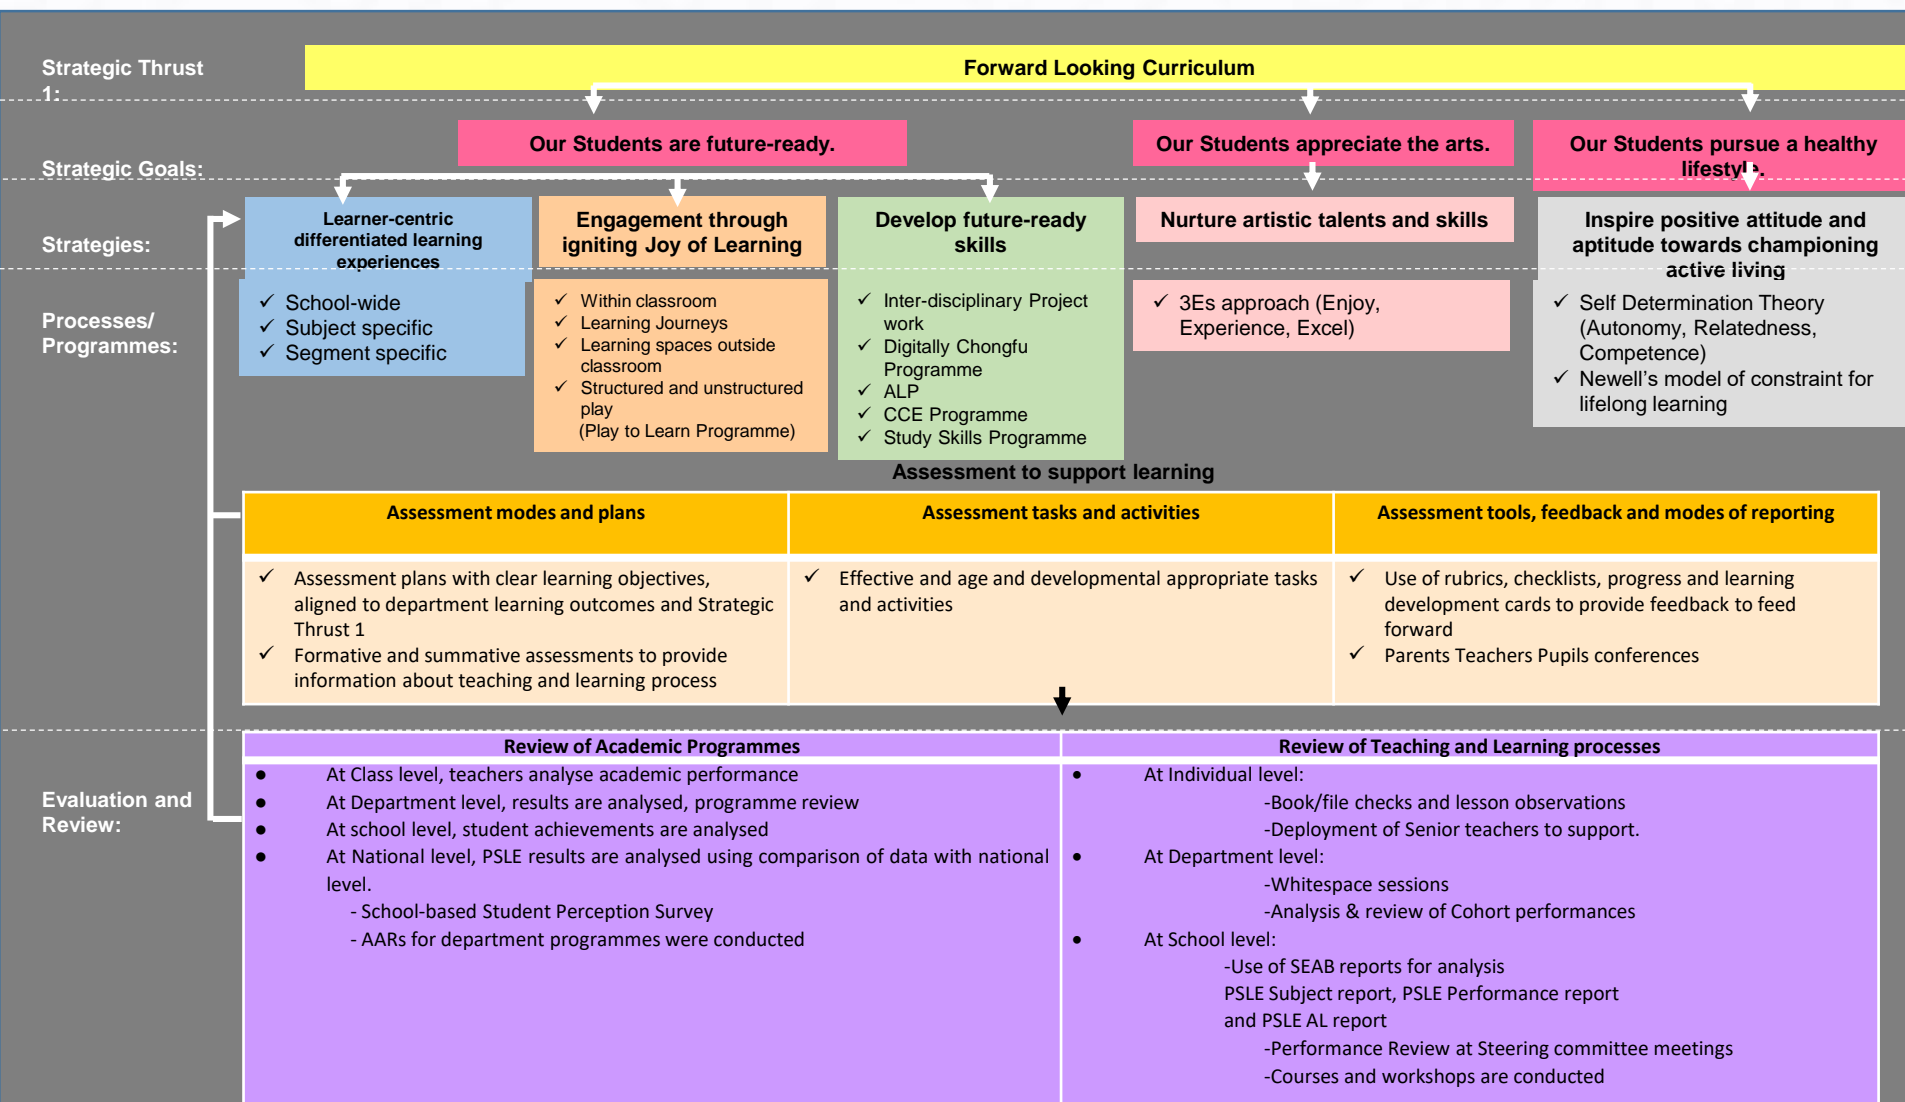 Strategic Thrust
1:
Forward Looking Curriculum
Strategic Goals:
Our Students are future-ready.
Our Students appreciate the arts.
Our Students pursue a healthy
lifestyle.
Strategies:
Learner-centric
differentiated learning
experiences
Engagement through
igniting Joy of Learning
Develop future-ready
skills
Nurture artistic talents and skills
Inspire positive attitude and
aptitude towards championing
active living
Processes/
Programmes:
✓ School-wide
✓ Subject specific
✓ Segment specific
✓ Within classroom
✓ Learning Journeys
✓ Learning spaces outside
classroom
✓ Structured and unstructured
play
(Play to Learn Programme)
✓ Inter-disciplinary Project
work
✓ Digitally Chongfu
Programme
✓ ALP
✓ CCE Programme
✓ Study Skills Programme
✓ 3Es approach (Enjoy,
Experience, Excel)
✓ Self Determination Theory
(Autonomy, Relatedness,
Competence)
✓ Newell's model of constraint for
lifelong learning
Assessment to support learning
Assessment modes and plans
Assessment tasks and activities
Assessment tools, feedback and modes of reporting
✓ Assessment plans with clear learning objectives,
aligned to department learning outcomes and Strategic
Thrust 1
✓ Formative and summative assessments to provide
information about teaching and learning process
✓ Effective and age and developmental appropriate tasks
and activities
✓ Use of rubrics, checklists, progress and learning
development cards to provide feedback to feed
forward
✓ Parents Teachers Pupils conferences
Evaluation and
Review:
Review of Academic Programmes
● At Class level, teachers analyse academic performance
● At Department level, results are analysed, programme review
● At school level, student achievements are analysed
● At National level, PSLE results are analysed using comparison of data with national
level.
- School-based Student Perception Survey
- AARs for department programmes were conducted
Review of Teaching and Learning processes
● At Individual level:
-Book/file checks and lesson observations
-Deployment of Senior teachers to support.
● At Department level:
-Whitespace sessions
-Analysis & review of Cohort performances
● At School level:
-Use of SEAB reports for analysis
PSLE Subject report, PSLE Performance report
and PSLE AL report
-Performance Review at Steering committee meetings
-Courses and workshops are conducted